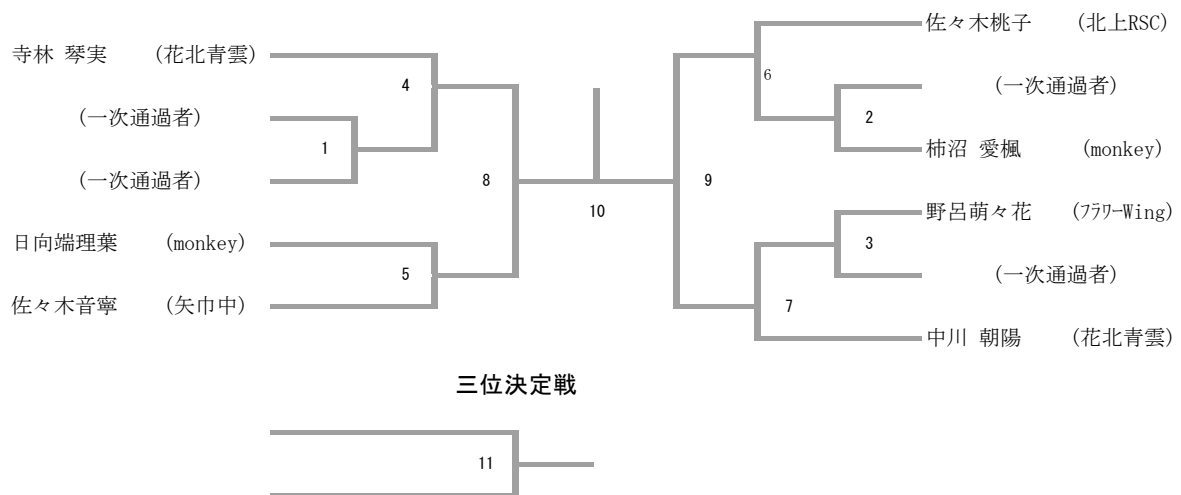 寺林 琴実 (花北青雲)
4
(一次通過者)
1
(一次通過者)
8
日向端理葉 (monkey)
5
佐々木音寧 (矢巾中)
10
佐々木桃子 (北上RSC)
6
(一次通過者)
2
柿沼 愛楓 (monkey)
9
野呂萌々花 (フラワーWing)
3
(一次通過者)
7
中川 朝陽 (花北青雲)
三位決定戦
11